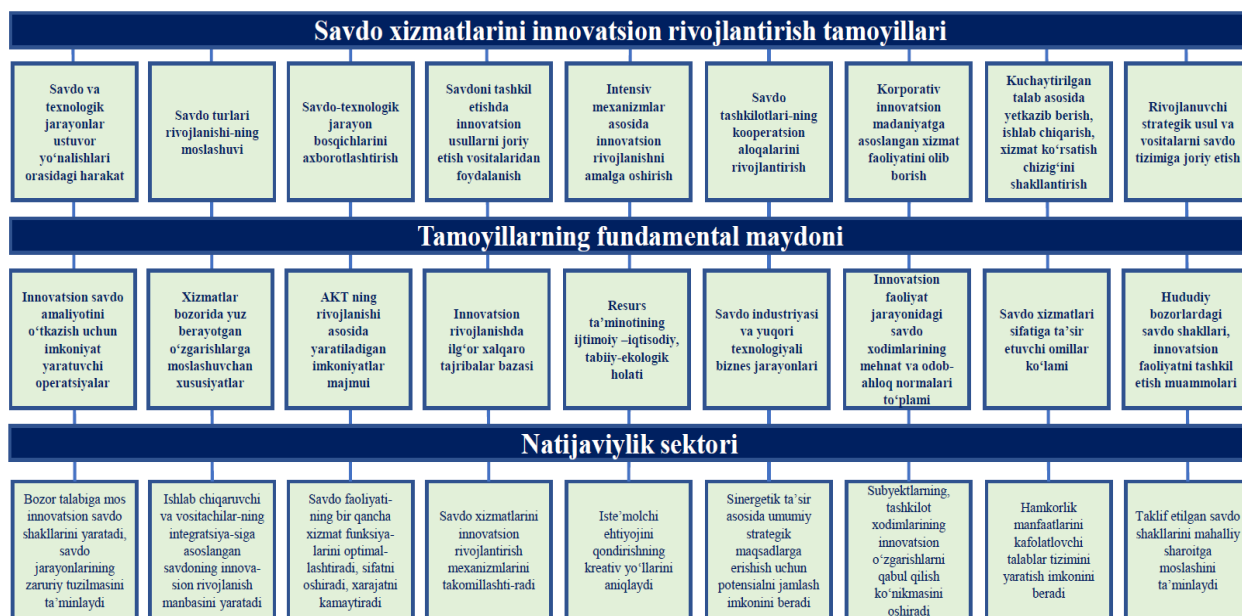 Savdo xizmatlarini innovatsion rivojlantirish tamoyillari
Savdo va
texnologik
jarayonlar
ustuvor
yo‘nalishlari
orasidagi harakat
Savdo turlari
rivojlanishi-ning
moslashuvi
Savdo-texnologik
jarayon
bosqichlarini
axborotlashtirish
Savdoni tashkil
etishda
innovatsion
usullarni joriy
etish vositalaridan
foydalanish
Intensiv
mexanizmlar
asosida
innovatsion
rivojlanishni
amalga oshirish
Savdo
tashkilotlari-ning
kooperatsion
aloqalarini
rivojlantirish
Korporativ
innovatsion
madaniyatga
asoslangan xizmat
faoliyatini olib
borish
Kuchaytirilgan
talab asosida
yetkazib berish,
ishlab chiqarish,
xizmat ko‘rsatish
chizig‘ini
shakllantirish
Rivojlanuvchi
strategik usul va
vositalarni savdo
tizimiga joriy etish
Tamoyillarning fundamental maydoni
Innovatsion savdo
amaliyotini
o‘tkazish uchun
imkoniyat
yaratuvchi
operatsiyalar
Xizmatlar
bozorida yuz
berayotgan
o‘zgarishlarga
moslashuvchan
xususiyatlar
AKT ning
rivojlanishi
asosida
yaratiladigan
imkoniyatlar
majmui
Innovatsion
rivojlanishda
ilg‘or xalqaro
tajribalar bazasi
Resurs
ta’minotining
ijtimoiy –iqtisodiy,
tabiiy-ekologik
holati
Savdo industriyasi
va yuqori
texnologiyali
biznes jarayonlari
Innovatsion
faoliyat
jarayonidagi
savdo
xodimlarining
mehnat va odob-
ahloq normalari
to‘plami
Savdo xizmatlari
sifatiga ta’sir
etuvchi omillar
ko‘lami
Hududiy
bozorlardagi
savdo shakllari,
innovatsion
faoliyatni tashkil
etish muammolari
Natijaviylik sektori
Bozor talabiga mos
innovatsion savdo
shakllarini yaratadi,
savdo
jarayonlarining
zaruriy tuzilmasini
ta’minlaydi
Ishlab chiqaruvchi
va vositachilar-ning
integratsiya-siga
asoslangan
savdoning innova-
sion rivojlanish
manbasini yaratadi
Savdo faoliyati-
ning bir qancha
xizmat funksiya-
larini optimal-
lashtiradi, sifatni
oshiradi, xarajatni
kamaytiradi
Savdo xizmatlarini
innovatsion
rivojlantirish
mexanizmlarini
takomillashti-radi
Iste’molchi
ehtiyojini
qondirishning
kreativ yo‘llarini
aniqlaydi
Sinergetik ta’sir
asosida umumiy
strategik
maqsadlarga
erishish uchun
potensialni jamlash
imkonini beradi
Subyektlarning,
tashkilot
xodimlarining
innovatsion
o‘zgarishlarni
qabul qilish
ko‘nikmasini
oshiradi
Hamkorlik
manfaatlarini
kafolatlovchi
talablar tizimini
yaratish imkonini
beradi
Taklif etilgan savdo
shakllarini mahalliy
sharoitga
moslashini
ta’minlaydi